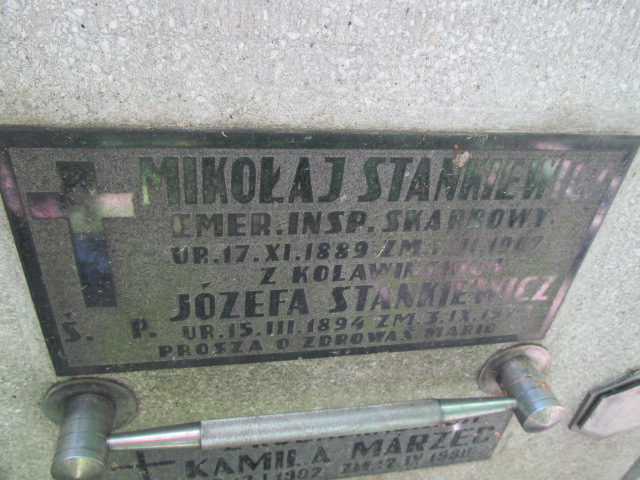 MIKOŁAJ STANKIEWICZ
EMER. INSP. SKARBOWY
UR. 17. XI. 1889 ZM.
Z
JÓZEFA STANKIEWICZ
Ś. P. UR. 15. III. 1894 ZM. 3. IX.
PROSZĄ O ZDROWAŚ MARIO
KAMILA MARZEC